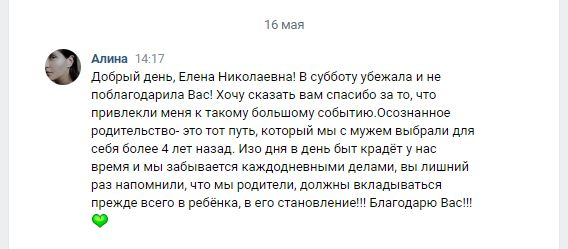 16 мая
Алина 14:17
Добрый день, Елена Николаевна! В субботу убежала и не
поблагодарила Вас! Хочу сказать вам спасибо за то, что
привлекли меня к такому большому событию.Осознанное
родительство- это тот путь, который мы с мужем выбрали для
себя более 4 лет назад. Изо дня в день быт крадёт у нас
время и мы забывается каждодневными делами, вы лишний
раз напомнили, что мы родители, должны вкладываться
прежде всего в ребёнка, в его становление!!! Благодарю Вас!!!